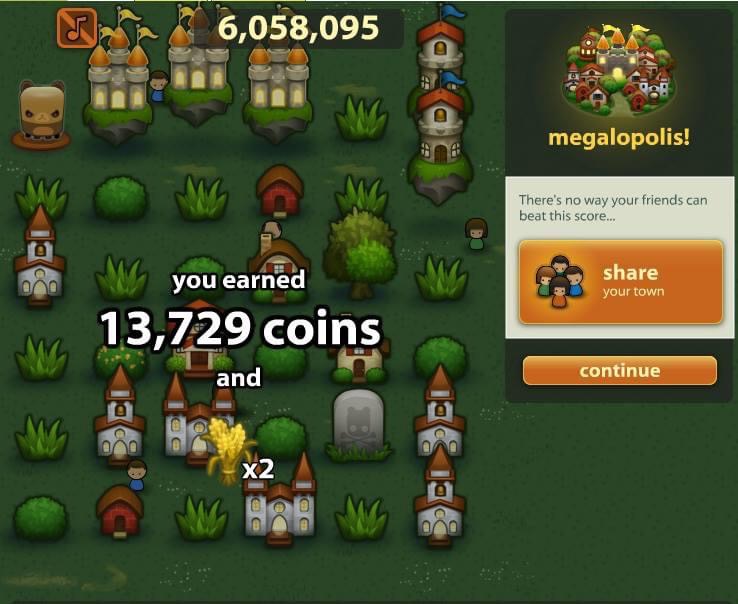 6,058,095
megalopolis!
There's no way your friends can
beat this score...
share
your town
continue
you earned
13,729 coins
and
x2